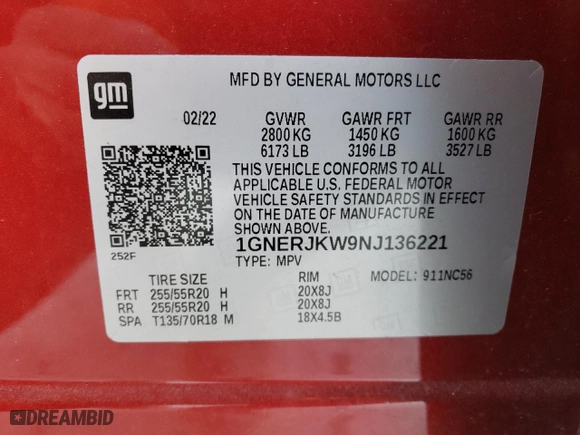 gm
MFD BY GENERAL MOTORS LLC
02/22 GVWR GAWR FRT GAWR RR
2800 KG 1450 KG 1600 KG
6173 LB 3196 LB 3527 LB
THIS VEHICLE CONFORMS TO ALL
APPLICABLE U.S. FEDERAL MOTOR
VEHICLE SAFETY STANDARDS IN EFFECT
ON THE DATE OF MANUFACTURE
SHOWN ABOVE.
252F
1GNERJKW9NJ136221
TYPE: MPV
TIRE SIZE RIM MODEL: 911NC56
FRT 255/55R20 H 20X8J
RR 255/55R20 H 20X8J
SPA T135/70R18 M 18X4.5B
DREAMBID